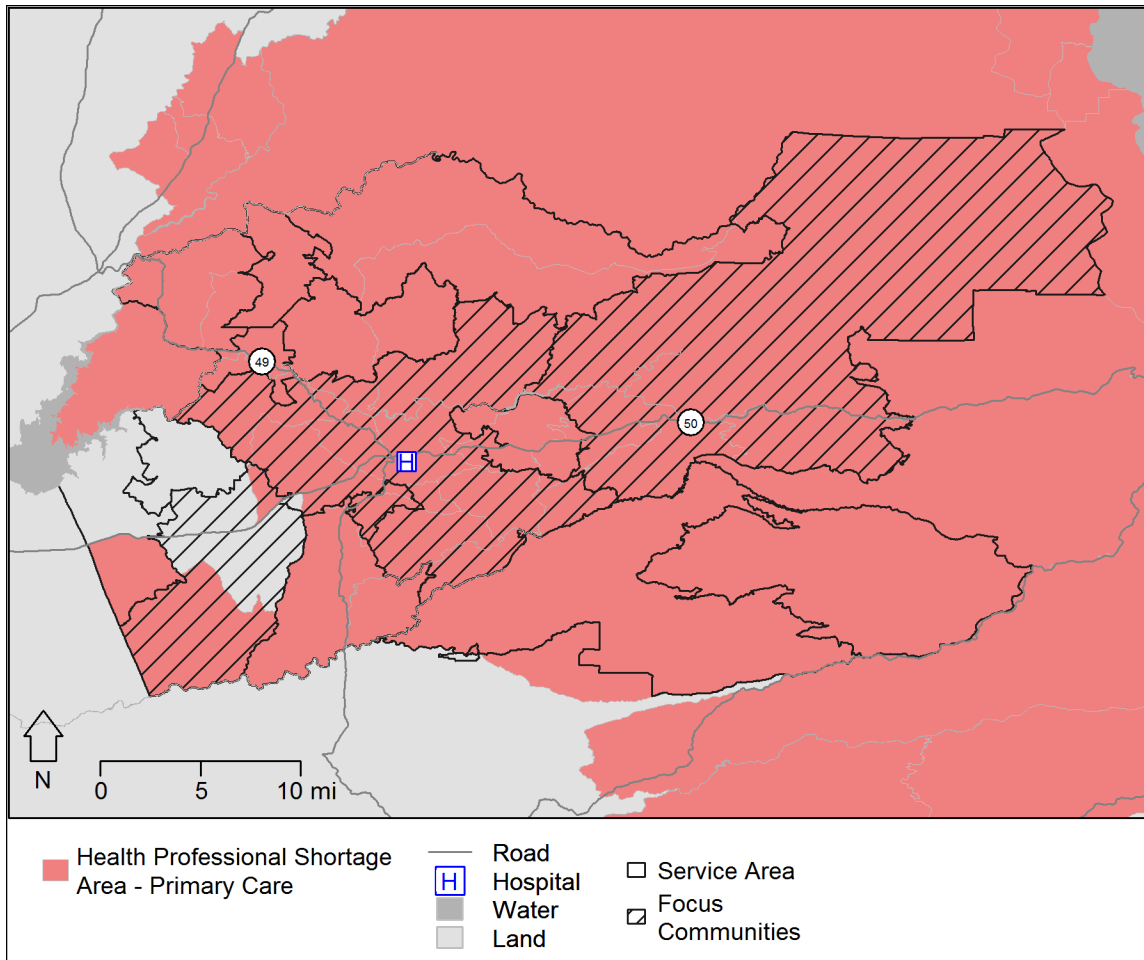 49
50
H
N
0 5 10 mi
Health Professional Shortage
Area - Primary Care
Road
H Hospital
Water
Land
Service Area
Focus
Communities